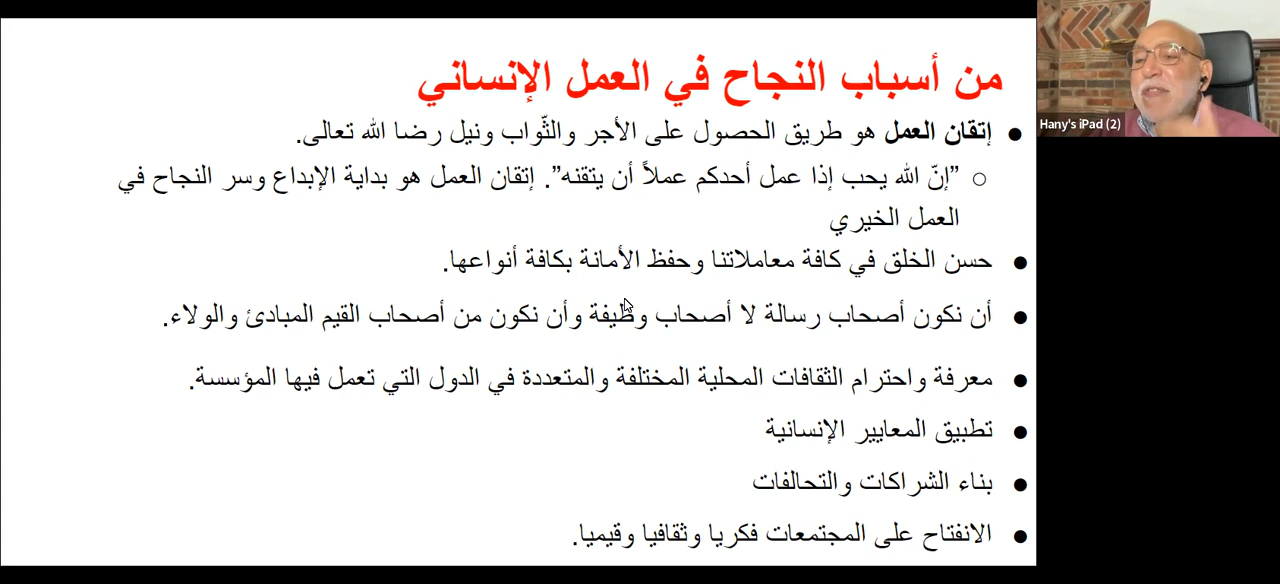 من أسباب النجاح في العمل الإنساني
● إتقان العمل هو طريق الحصول على الأجر والثّواب ونيل رضا الله تعالى.
○ ”إنّ الله يحب إذا عمل أحدكم عملاً أن يتقنه”. إتقان العمل هو بداية الإبداع وسر النجاح في
العمل الخيري
● حسن الخلق في كافة معاملاتنا وحفظ الأمانة بكافة أنواعها.
● أن نكون أصحاب رسالة لا أصحاب وظيفة وأن نكون من أصحاب القيم المبادئ والولاء.
● معرفة واحترام الثقافات المحلية المختلفة والمتعددة في الدول التي تعمل فيها المؤسسة.
● تطبيق المعايير الإنسانية
● بناء الشراكات والتحالفات
● الانفتاح على المجتمعات فكريا وثقافيا وقيميا.
Hany's iPad (2)